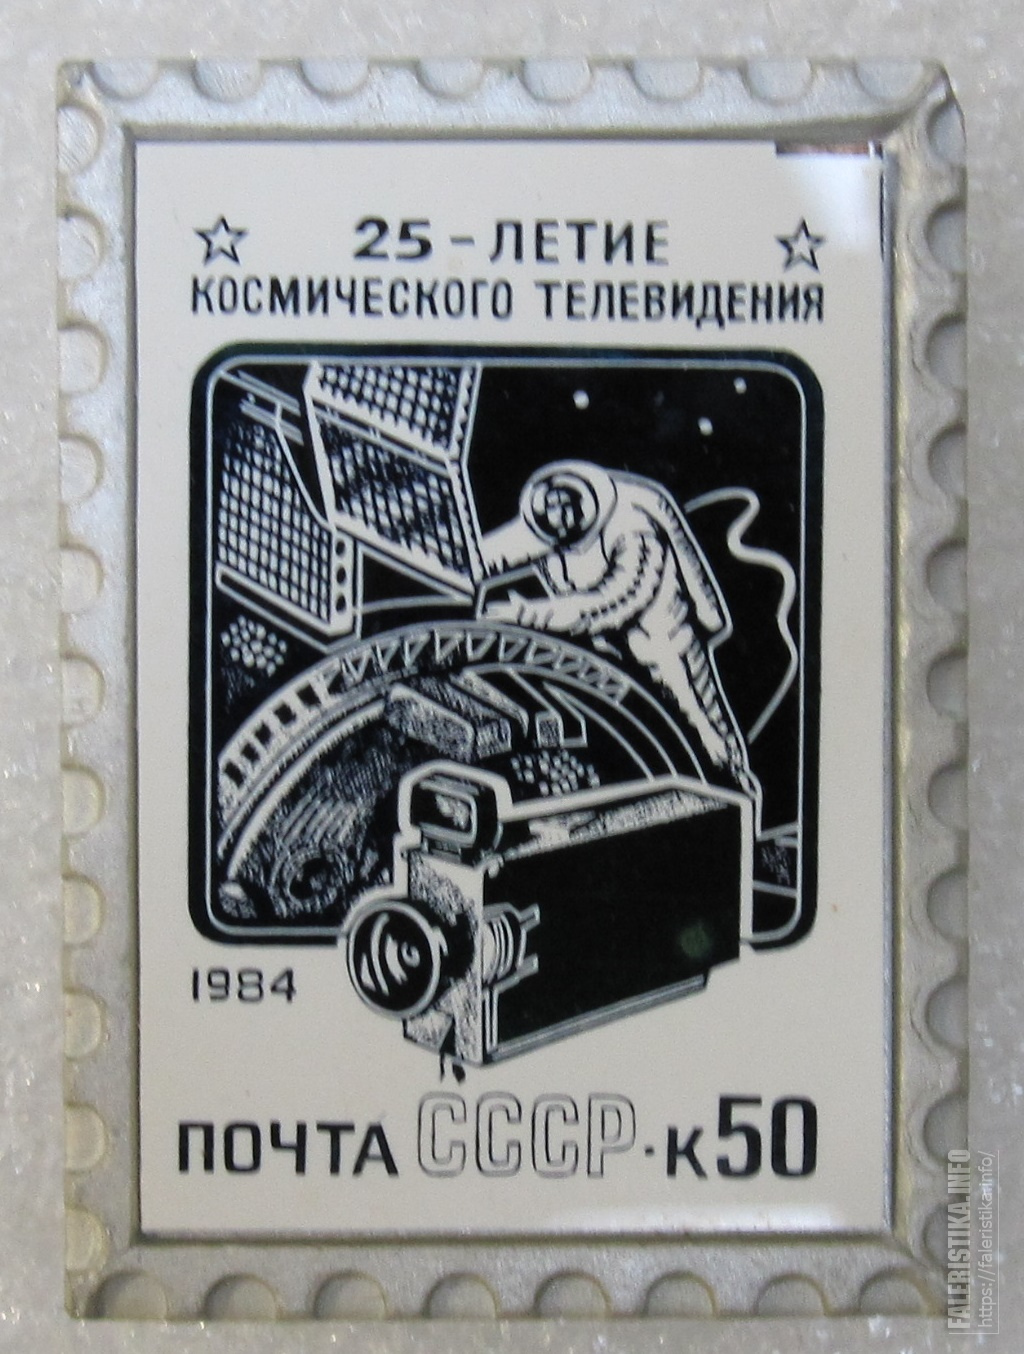 25-ЛЕТИЕ
КОСМИЧЕСКОГО ТЕЛЕВИДЕНИЯ
1984
ПОЧТА СССР·К50
FALERISTIKA.INFO
https://faleristika.info/